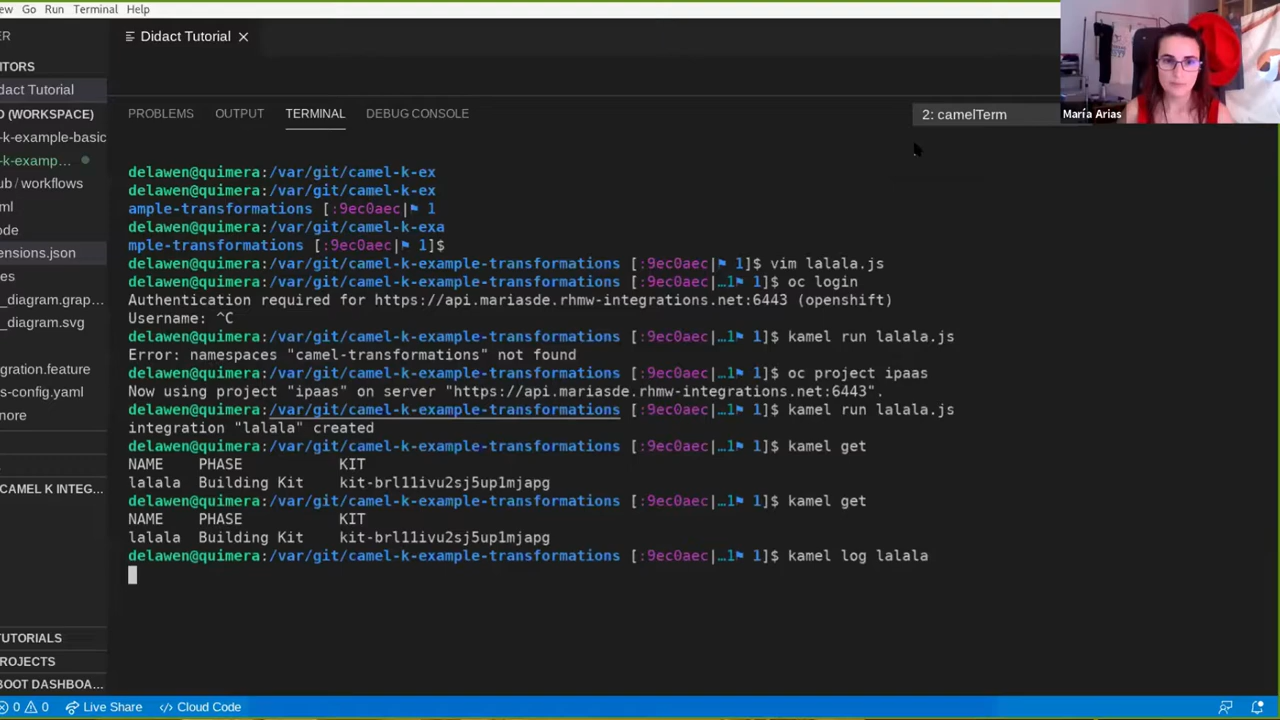 ew Go Run Terminal Help
ER
Didact Tutorial
ITORS
dact Tutorial
D (WORKSPACE)
-k-example-basic
-k-examp…
ub/workflows
ml
ode
ensions.json
es
_diagram.grap…
_diagram.svg
gration.feature
s-config.yaml
nore
CAMEL K INTEG…
UTORIALS
ROJECTS
BOOT DASHBOA…
PROBLEMS OUTPUT TERMINAL DEBUG CONSOLE 2: camelTerm
María Arias
delawen@quimera:/var/git/camel-k-ex
delawen@quimera:/var/git/camel-k-ex
ample-transformations [:9ec0aec|⚑ 1
delawen@quimera:/var/git/camel-k-exa
mple-transformations [:9ec0aec|⚑ 1]$
delawen@quimera:/var/git/camel-k-example-transformations [:9ec0aec|⚑ 1]$ vim lalala.js
delawen@quimera:/var/git/camel-k-example-transformations [:9ec0aec|…1⚑ 1]$ oc login
Authentication required for https://api.mariasde.rhmw-integrations.net:6443 (openshift)
Username: ^C
delawen@quimera:/var/git/camel-k-example-transformations [:9ec0aec|…1⚑ 1]$ kamel run lalala.js
Error: namespaces "camel-transformations" not found
delawen@quimera:/var/git/camel-k-example-transformations [:9ec0aec|…1⚑ 1]$ oc project ipaas
Now using project "ipaas" on server "https://api.mariasde.rhmw-integrations.net:6443".
delawen@quimera:/var/git/camel-k-example-transformations [:9ec0aec|…1⚑ 1]$ kamel run lalala.js
integration "lalala" created
delawen@quimera:/var/git/camel-k-example-transformations [:9ec0aec|…1⚑ 1]$ kamel get
NAME PHASE KIT
lalala Building Kit kit-brl11ivu2sj5up1mjapg
delawen@quimera:/var/git/camel-k-example-transformations [:9ec0aec|…1⚑ 1]$ kamel get
NAME PHASE KIT
lalala Building Kit kit-brl11ivu2sj5up1mjapg
delawen@quimera:/var/git/camel-k-example-transformations [:9ec0aec|…1⚑ 1]$ kamel log lalala
0 0 Live Share Cloud Code